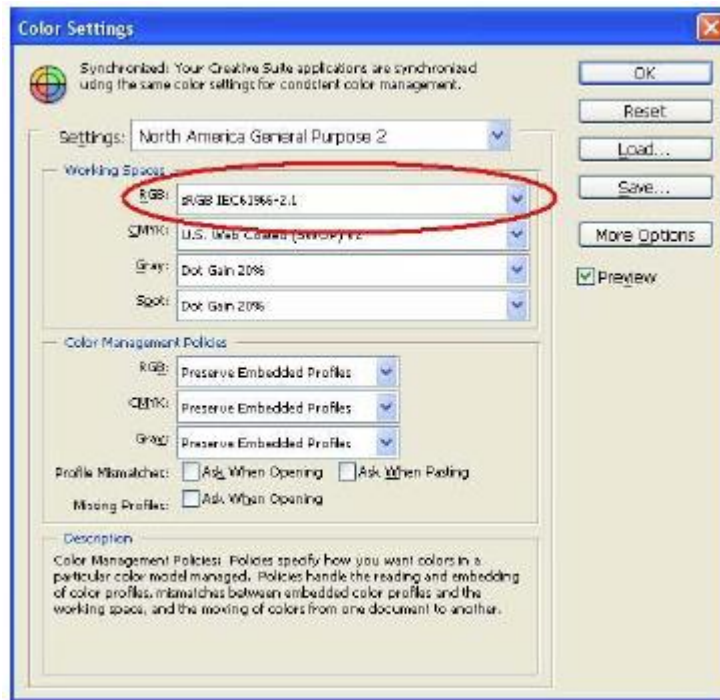 Color Settings
Synchronized: Your Creative Suite applications are synchronized
using the same color settings for consistent color management.
OK
Reset
Load...
Save...
More Options
Preview
Settings: North America General Purpose 2
Working Spaces
RGB: sRGB IEC61966-2.1
CMYK: U.S. Web Coated (SWOP) v2
Gray: Dot Gain 20%
Spot: Dot Gain 20%
Color Management Policies
RGB: Preserve Embedded Profiles
CMYK: Preserve Embedded Profiles
Gray: Preserve Embedded Profiles
Profile Mismatches: Ask When Opening Ask When Pasting
Missing Profiles: Ask When Opening
Description
Color Management Policies: Policies specify how you want colors in a
particular color model managed. Policies handle the reading and embedding
of color profiles, mismatches between embedded color profiles and the
working space, and the moving of colors from one document to another.